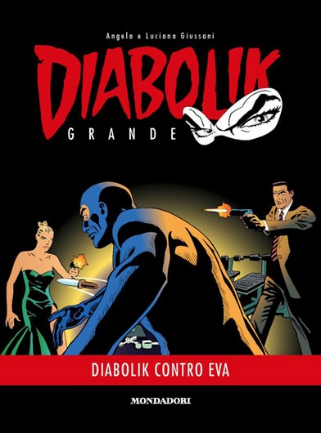 Angela e Luciana Giussani
DIABOLIK
GRANDE
DIABOLIK CONTRO EVA
MONDADORI